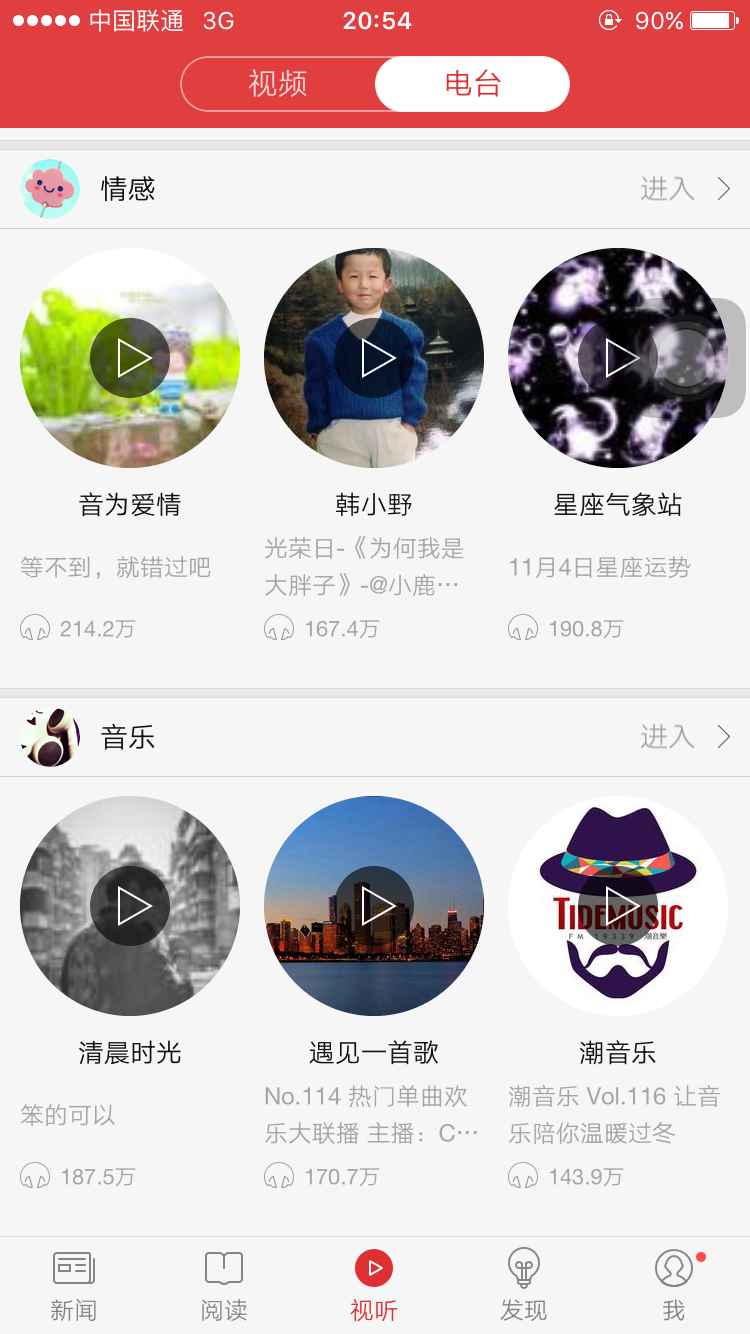 中国联通 3G 20:54 90%
视频 电台
情感 进入
音为爱情 韩小野 星座气象站
等不到，就错过吧
光荣日-《为何我是
大胖子》-@小鹿…
11月4日星座运势
214.2万 167.4万 190.8万
音乐 进入
TIDEMUSIC
清晨时光 遇见一首歌 潮音乐
笨的可以
No.114 热门单曲欢
乐大联播 主播：C…
潮音乐 Vol.116 让音
乐陪你温暖过冬
187.5万 170.7万 143.9万
新闻 阅读 视听 发现 我